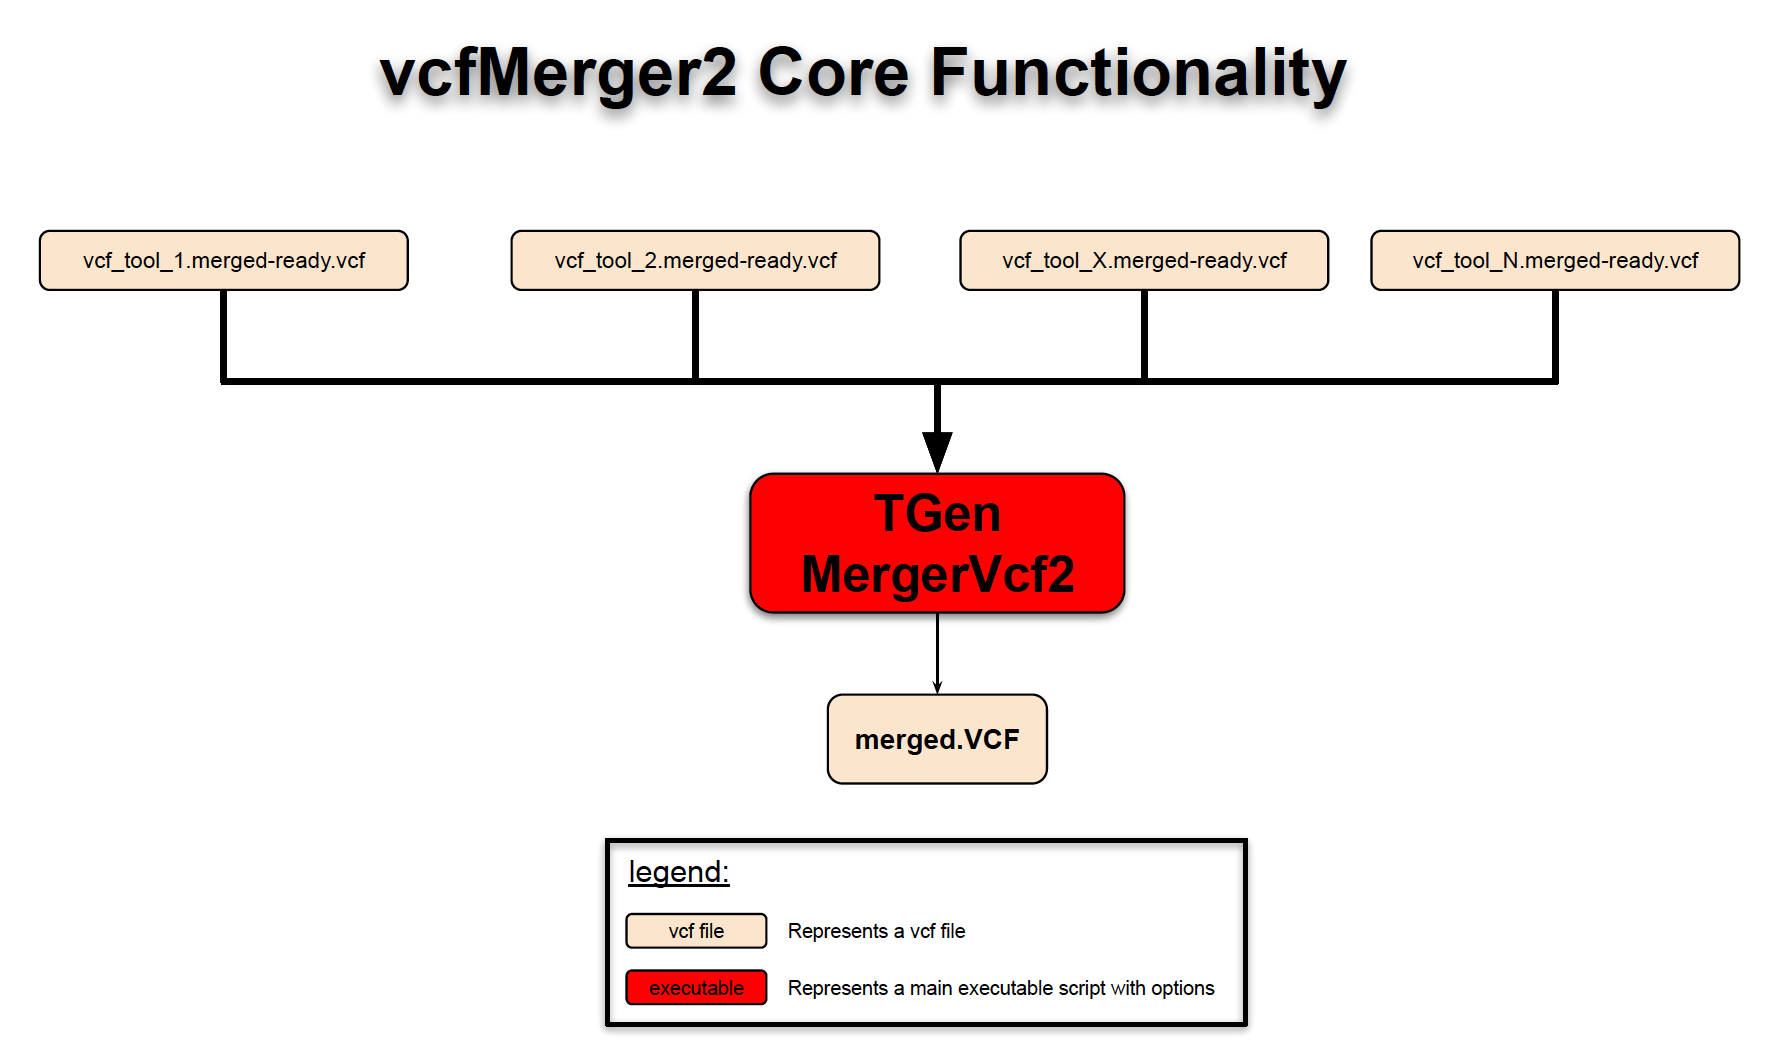 vcfMerger2 Core Functionality
vcf_tool_1.merged-ready.vcf
vcf_tool_2.merged-ready.vcf
vcf_tool_X.merged-ready.vcf
vcf_tool_N.merged-ready.vcf
TGen
MergerVcf2
merged.VCF
legend:
vcf file
Represents a vcf file
executable
Represents a main executable script with options